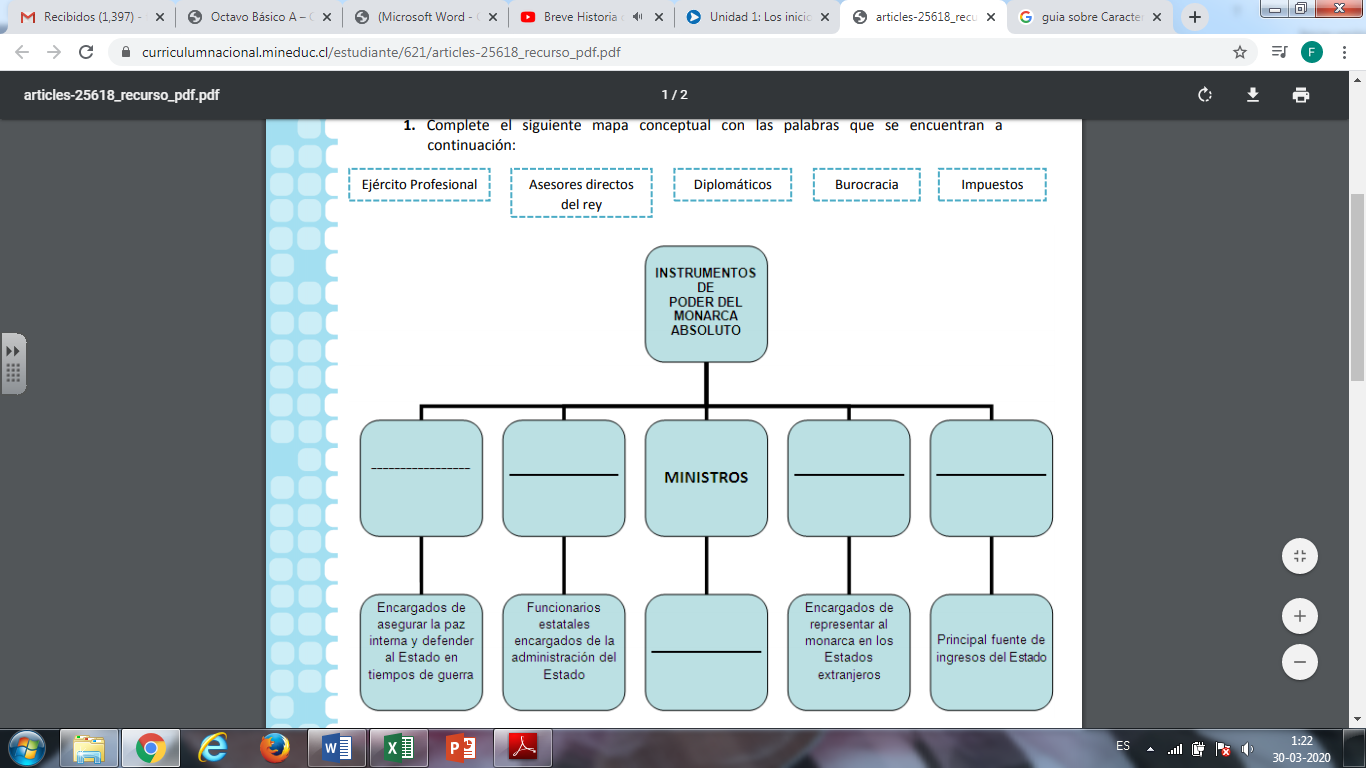 Recibidos (1,397) -
Octavo Básico A –
(Microsoft Word -
Breve Historia
Unidad 1: Los inicio
articles-25618_recu
guia sobre Caracte
curriculumnacional.mineduc.cl/estudiante/621/articles-25618_recurso_pdf.pdf
F
articles-25618_recurso_pdf.pdf
1 / 2
1. Complete el siguiente mapa conceptual con las palabras que se encuentran a
continuación:
Ejército Profesional
Asesores directos
del rey
Diplomáticos
Burocracia
Impuestos
INSTRUMENTOS
DE
PODER DEL
MONARCA
ABSOLUTO
MINISTROS
Encargados de
asegurar la paz
interna y defender
al Estado en
tiempos de guerra
Funcionarios
estatales
encargados de la
administración del
Estado
Encargados de
representar al
monarca en los
Estados
extranjeros
Principal fuente de
ingresos del Estado
ES
1:22
30-03-2020